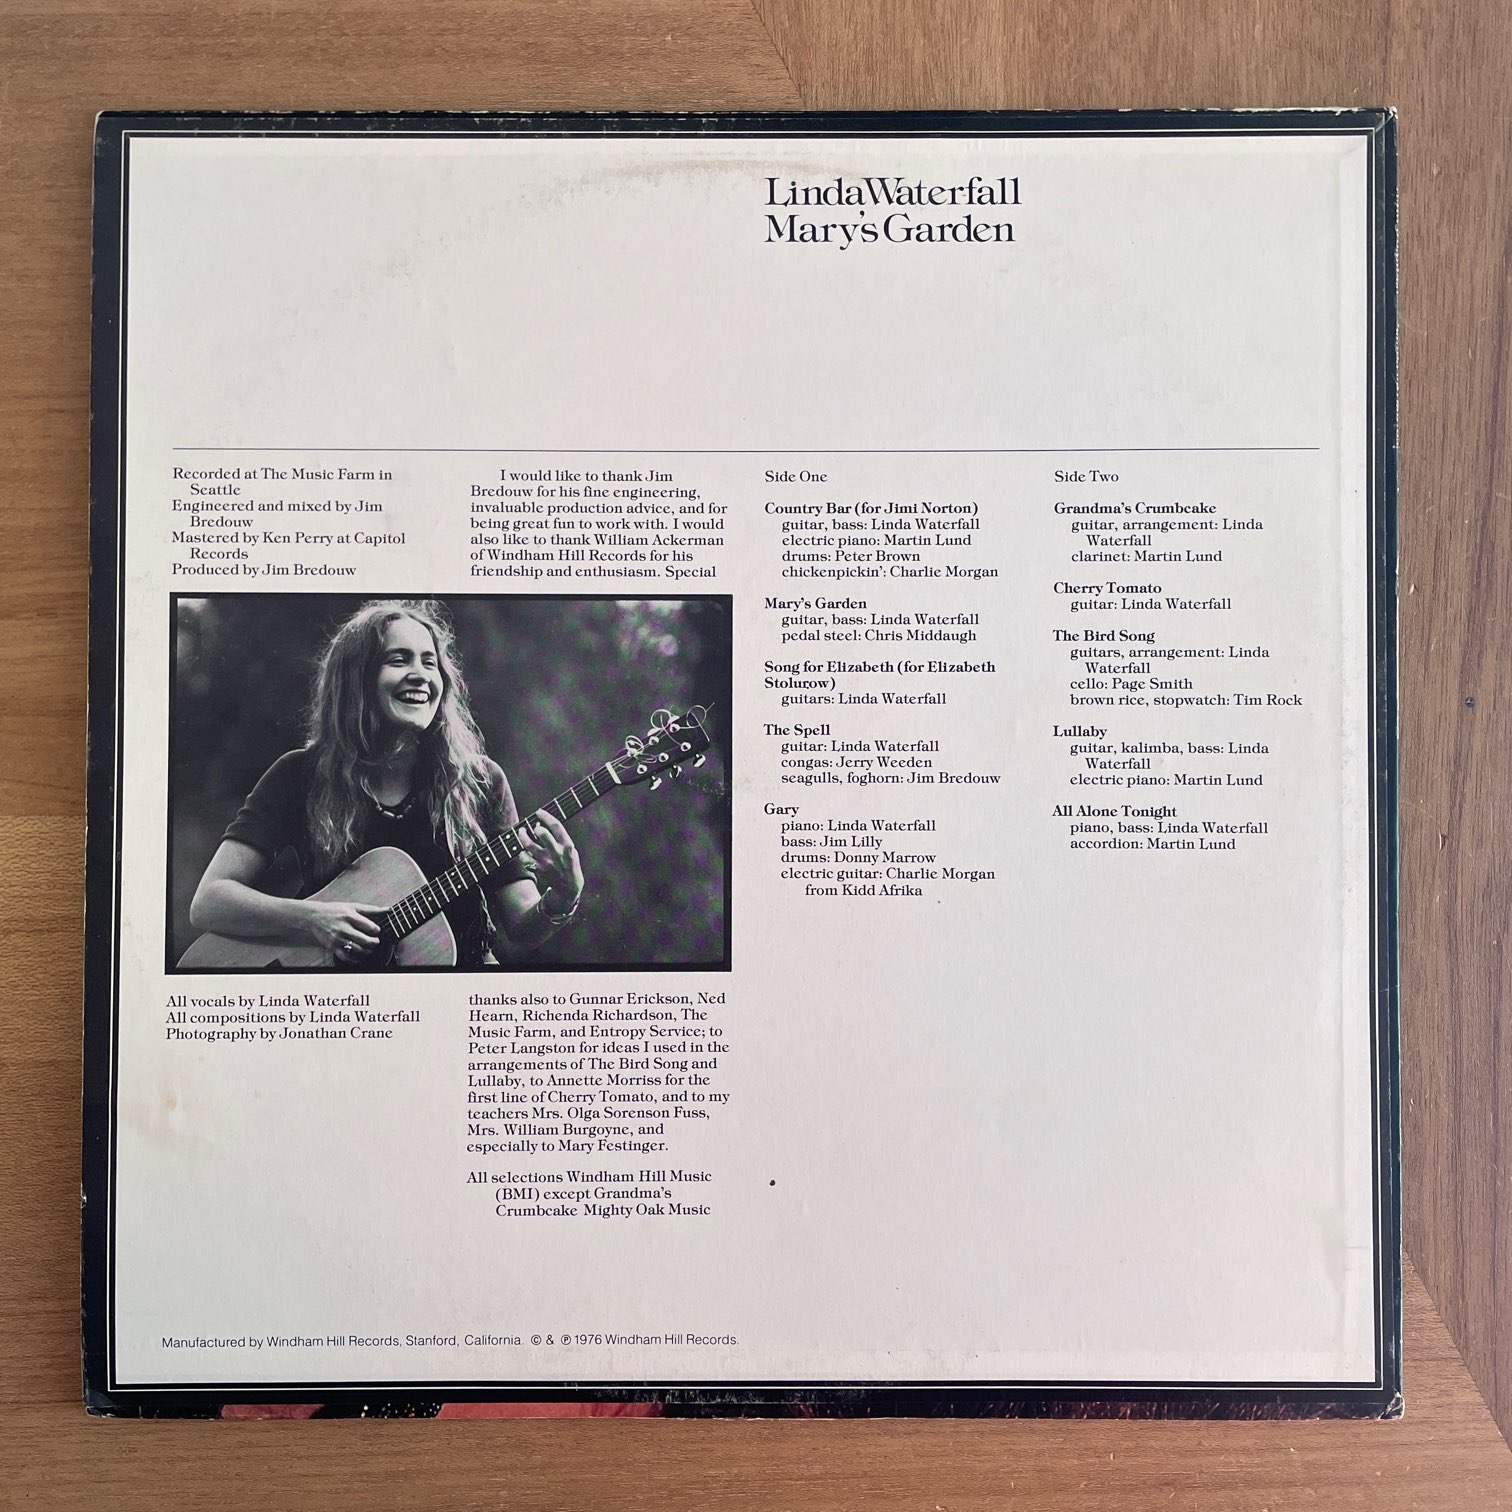 Linda Waterfall
Mary's Garden
Recorded at The Music Farm in
Seattle
Engineered and mixed by Jim
Bredouw
Mastered by Ken Perry at Capitol
Records
Produced by Jim Bredouw
All vocals by Linda Waterfall
All compositions by Linda Waterfall
Photography by Jonathan Crane
I would like to thank Jim
Bredouw for his fine engineering,
invaluable production advice, and for
being great fun to work with. I would
also like to thank William Ackerman
of Windham Hill Records for his
friendship and enthusiasm. Special
thanks also to Gunnar Erickson, Ned
Hearn, Richenda Richardson, The
Music Farm, and Entropy Service; to
Peter Langston for ideas I used in the
arrangements of The Bird Song and
Lullaby, to Annette Morriss for the
first line of Cherry Tomato, and to my
teachers Mrs. Olga Sorenson Fuss,
Mrs. William Burgoyne, and
especially to Mary Festinger.
All selections Windham Hill Music
(BMI) except Grandma's
Crumbcake Mighty Oak Music
Side One
Country Bar (for Jimi Norton)
guitar, bass: Linda Waterfall
electric piano: Martin Lund
drums: Peter Brown
chickenpickin': Charlie Morgan
Mary's Garden
guitar, bass: Linda Waterfall
pedal steel: Chris Middaugh
Song for Elizabeth (for Elizabeth
Stolurow)
guitars: Linda Waterfall
The Spell
guitar: Linda Waterfall
congas: Jerry Weeden
seagulls, foghorn: Jim Bredouw
Gary
piano: Linda Waterfall
bass: Jim Lilly
drums: Donny Marrow
electric guitar: Charlie Morgan
from Kidd Afrika
Side Two
Grandma's Crumbcake
guitar, arrangement: Linda
Waterfall
clarinet: Martin Lund
Cherry Tomato
guitar: Linda Waterfall
The Bird Song
guitars, arrangement: Linda
Waterfall
cello: Page Smith
brown rice, stopwatch: Tim Rock
Lullaby
guitar, kalimba, bass: Linda
Waterfall
electric piano: Martin Lund
All Alone Tonight
piano, bass: Linda Waterfall
accordion: Martin Lund
Manufactured by Windham Hill Records, Stanford, California. © & ℗ 1976 Windham Hill Records.